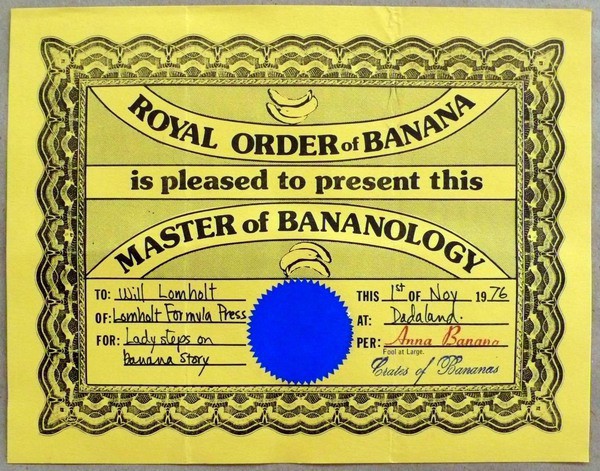 ROYAL ORDER of BANANA
is pleased to present this
MASTER of BANANOLOGY
TO: Will Lomholt
OF: Lomholt Formula Press
FOR: Lady steps on
banana story
THIS 1st OF Nov 1976
AT: Dadaland.
PER: Anna Banana
Fool at Large.
Crates of Bananas